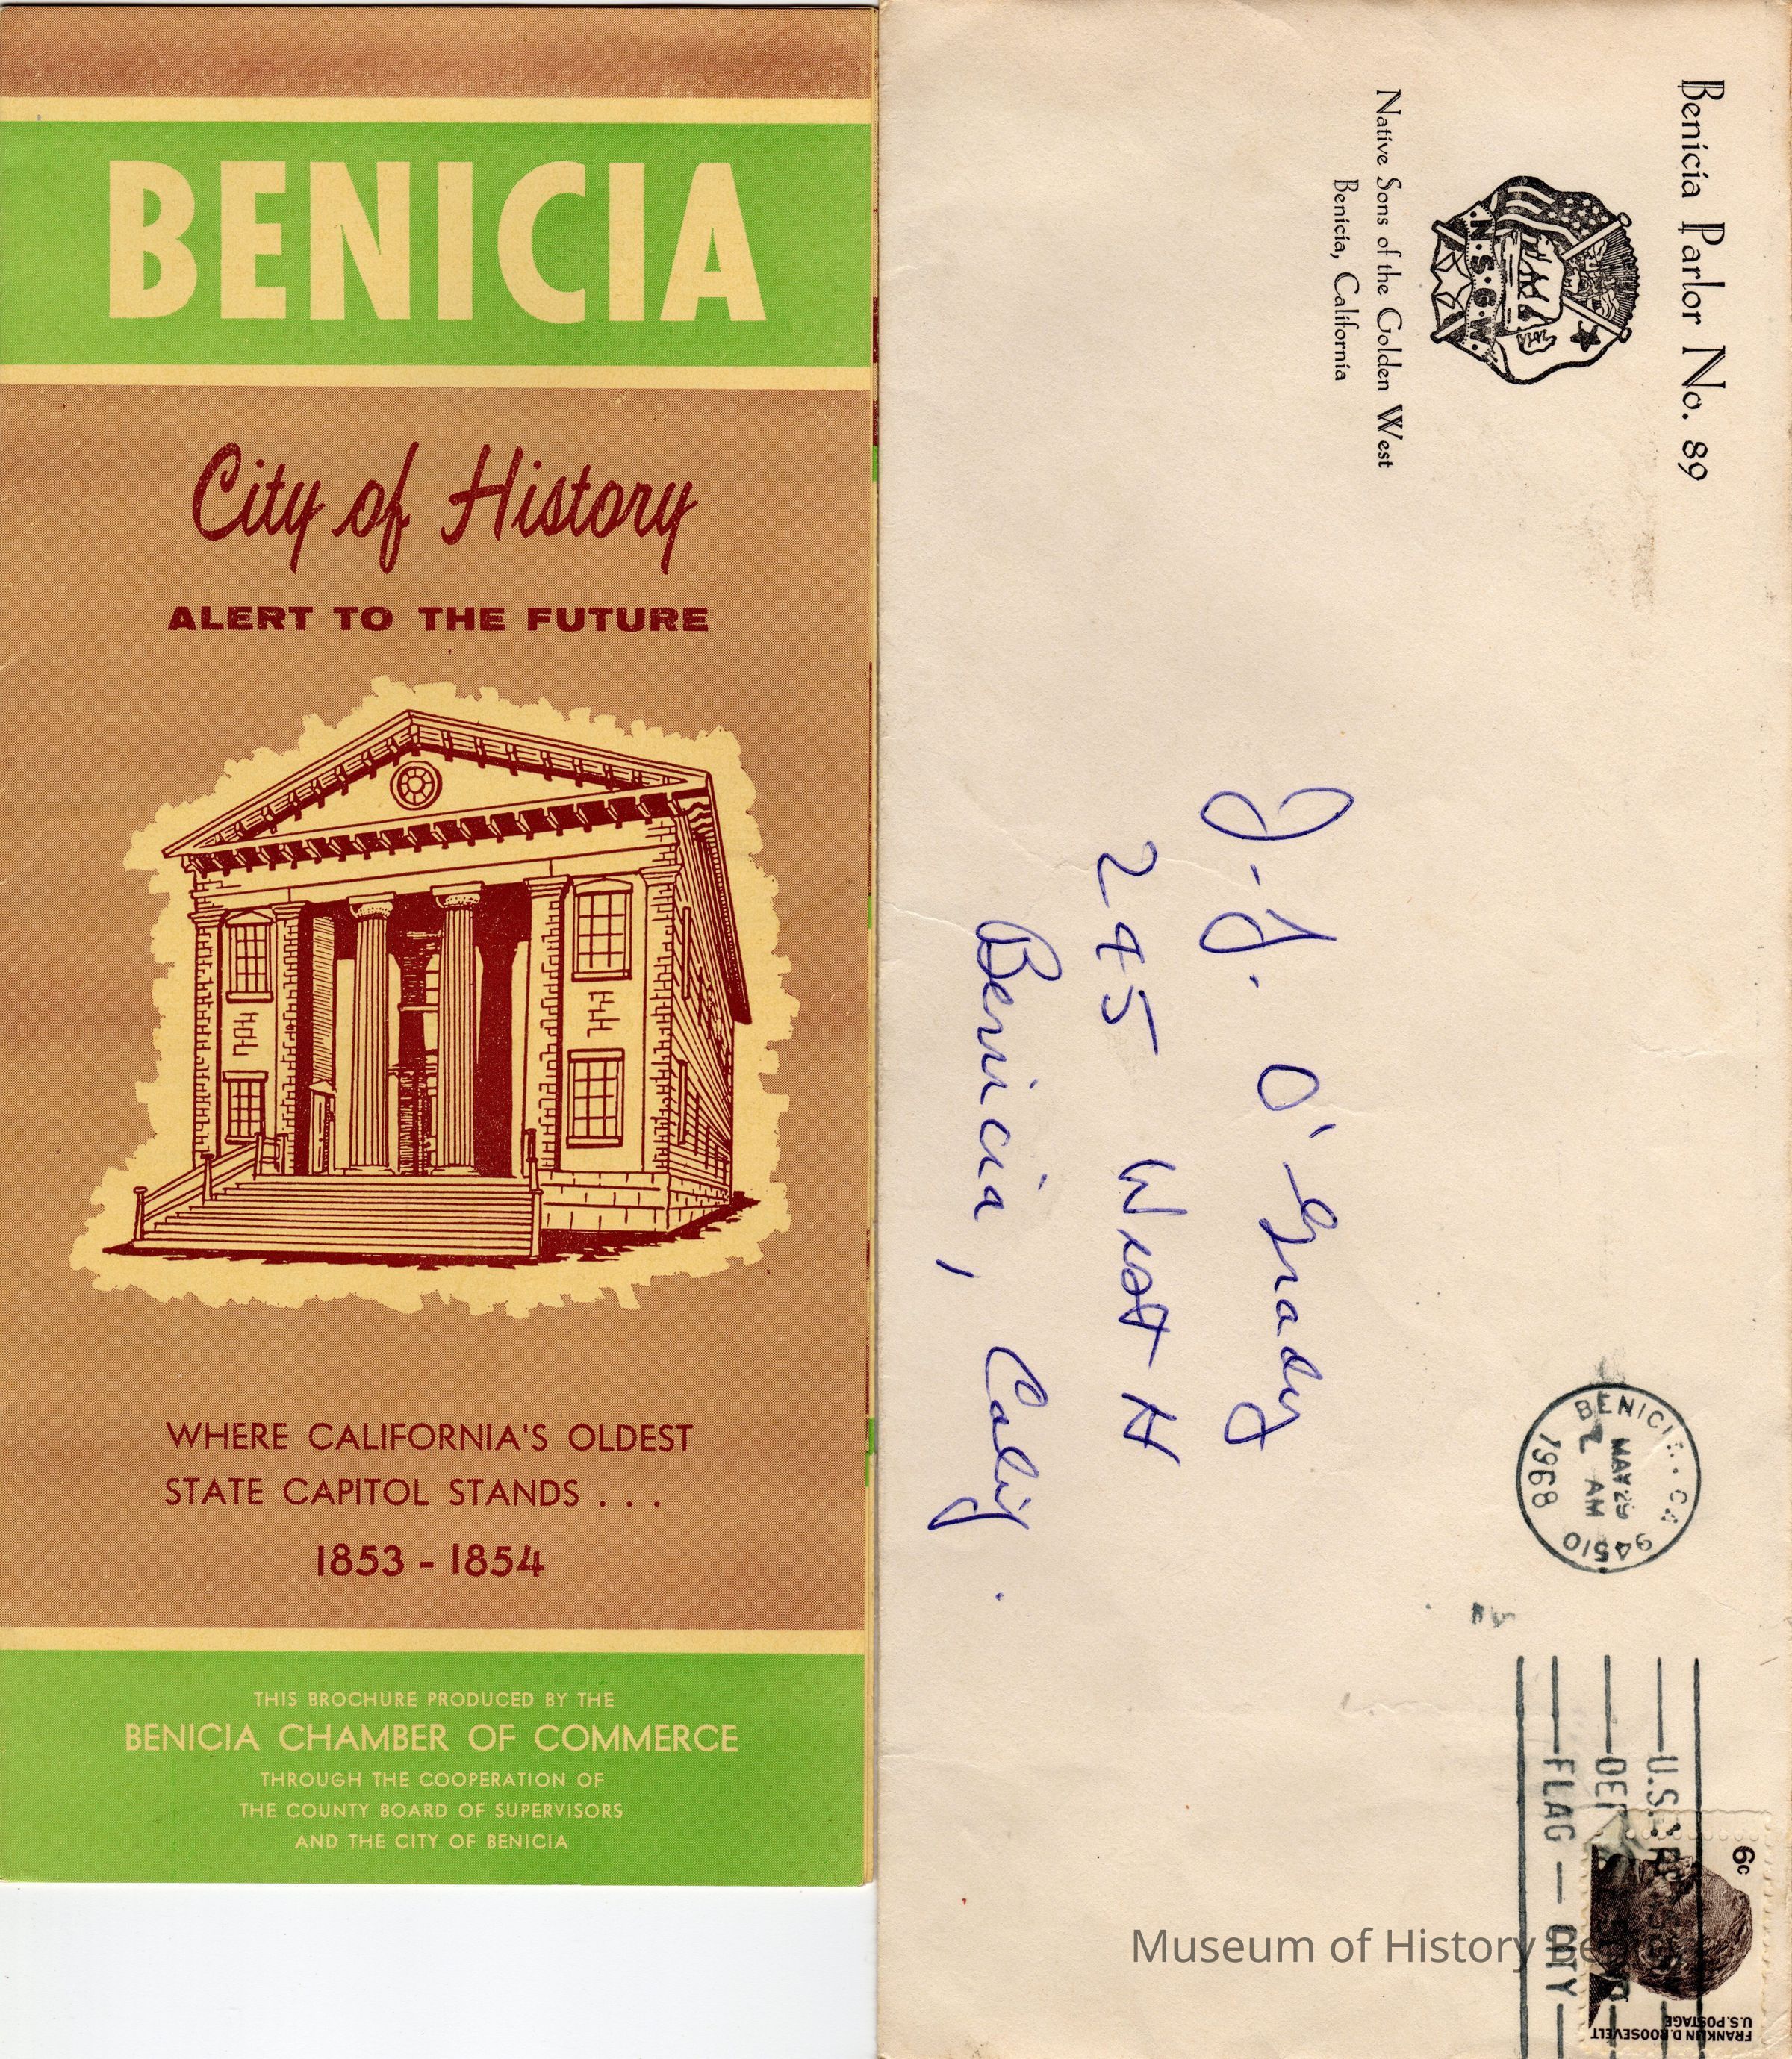 BENICIA
City of History
ALERT TO THE FUTURE
WHERE CALIFORNIA'S OLDEST
STATE CAPITOL STANDS . . .
1853 - 1854
THIS BROCHURE PRODUCED BY THE
BENICIA CHAMBER OF COMMERCE
THROUGH THE COOPERATION OF
THE COUNTY BOARD OF SUPERVISORS
AND THE CITY OF BENICIA
Benicia Parlor No. 89
N.S.G.W.
Native Sons of the Golden West
Benicia, California
J. J. O'Grady
245 West H
Benicia, Calif.
BENICIA. CA
MAY 29
AM
1968
94510
U.S.
FLAG — CITY
6c
FRANKLIN D. ROOSEVELT
U.S. POSTAGE
Museum of History